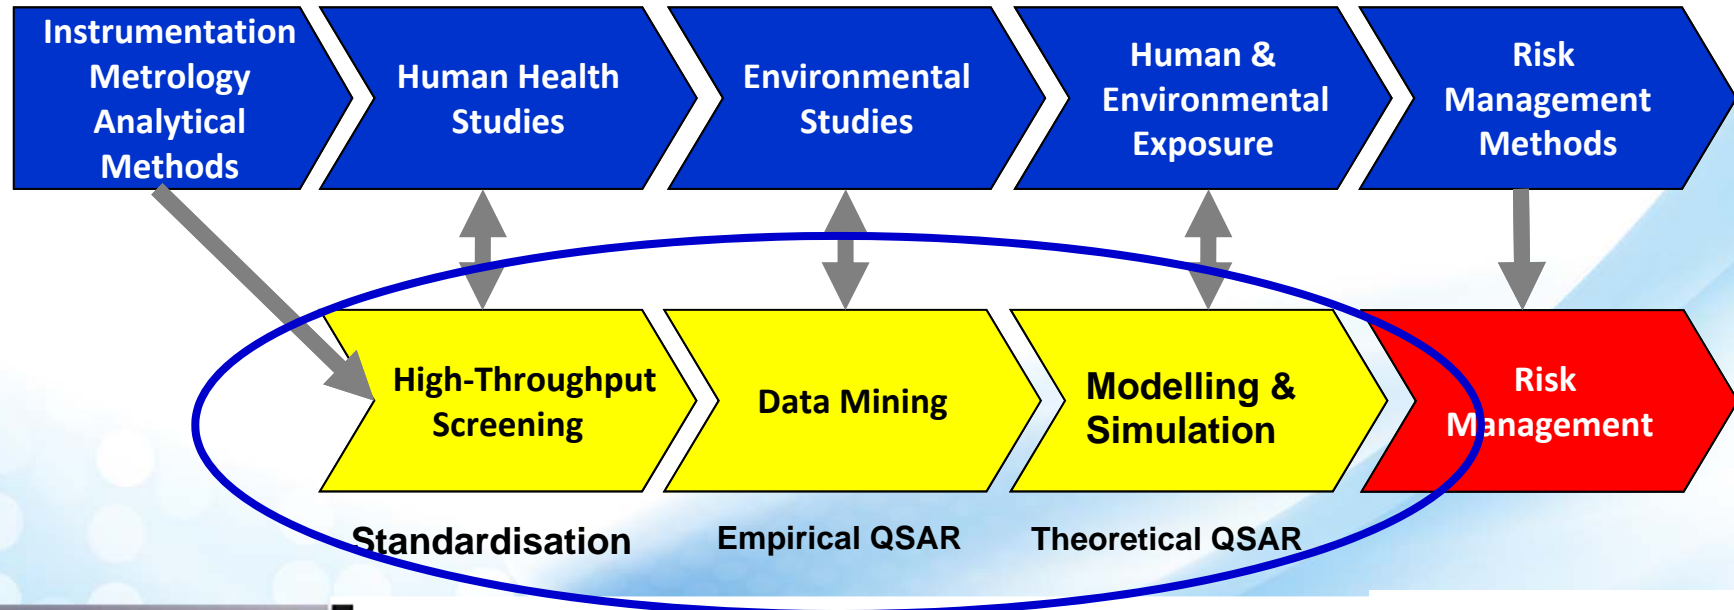 Instrumentation
Metrology
Analytical
Methods
Human Health
Studies
Environmental
Studies
Human &
Environmental
Exposure
Risk
Management
Methods
High-Throughput
Screening
Data Mining
Modelling &
Simulation
Risk
Management
Standardisation
Empirical QSAR
Theoretical QSAR